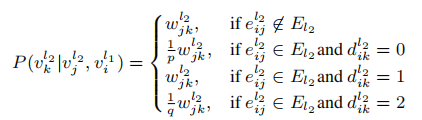 P(v_k^{l_2}|v_j^{l_2}, v_i^{l_1}) = { w_{jk}^{l_2}, if e_{ij}^{l_2} ∉ E_{l_2}
\frac{1}{p} w_{jk}^{l_2}, if e_{ij}^{l_2} ∈ E_{l_2} and d_{ik}^{l_2} = 0
w_{jk}^{l_2}, if e_{ij}^{l_2} ∈ E_{l_2} and d_{ik}^{l_2} = 1
\frac{1}{q} w_{jk}^{l_2}, if e_{ij}^{l_2} ∈ E_{l_2} and d_{ik}^{l_2} = 2